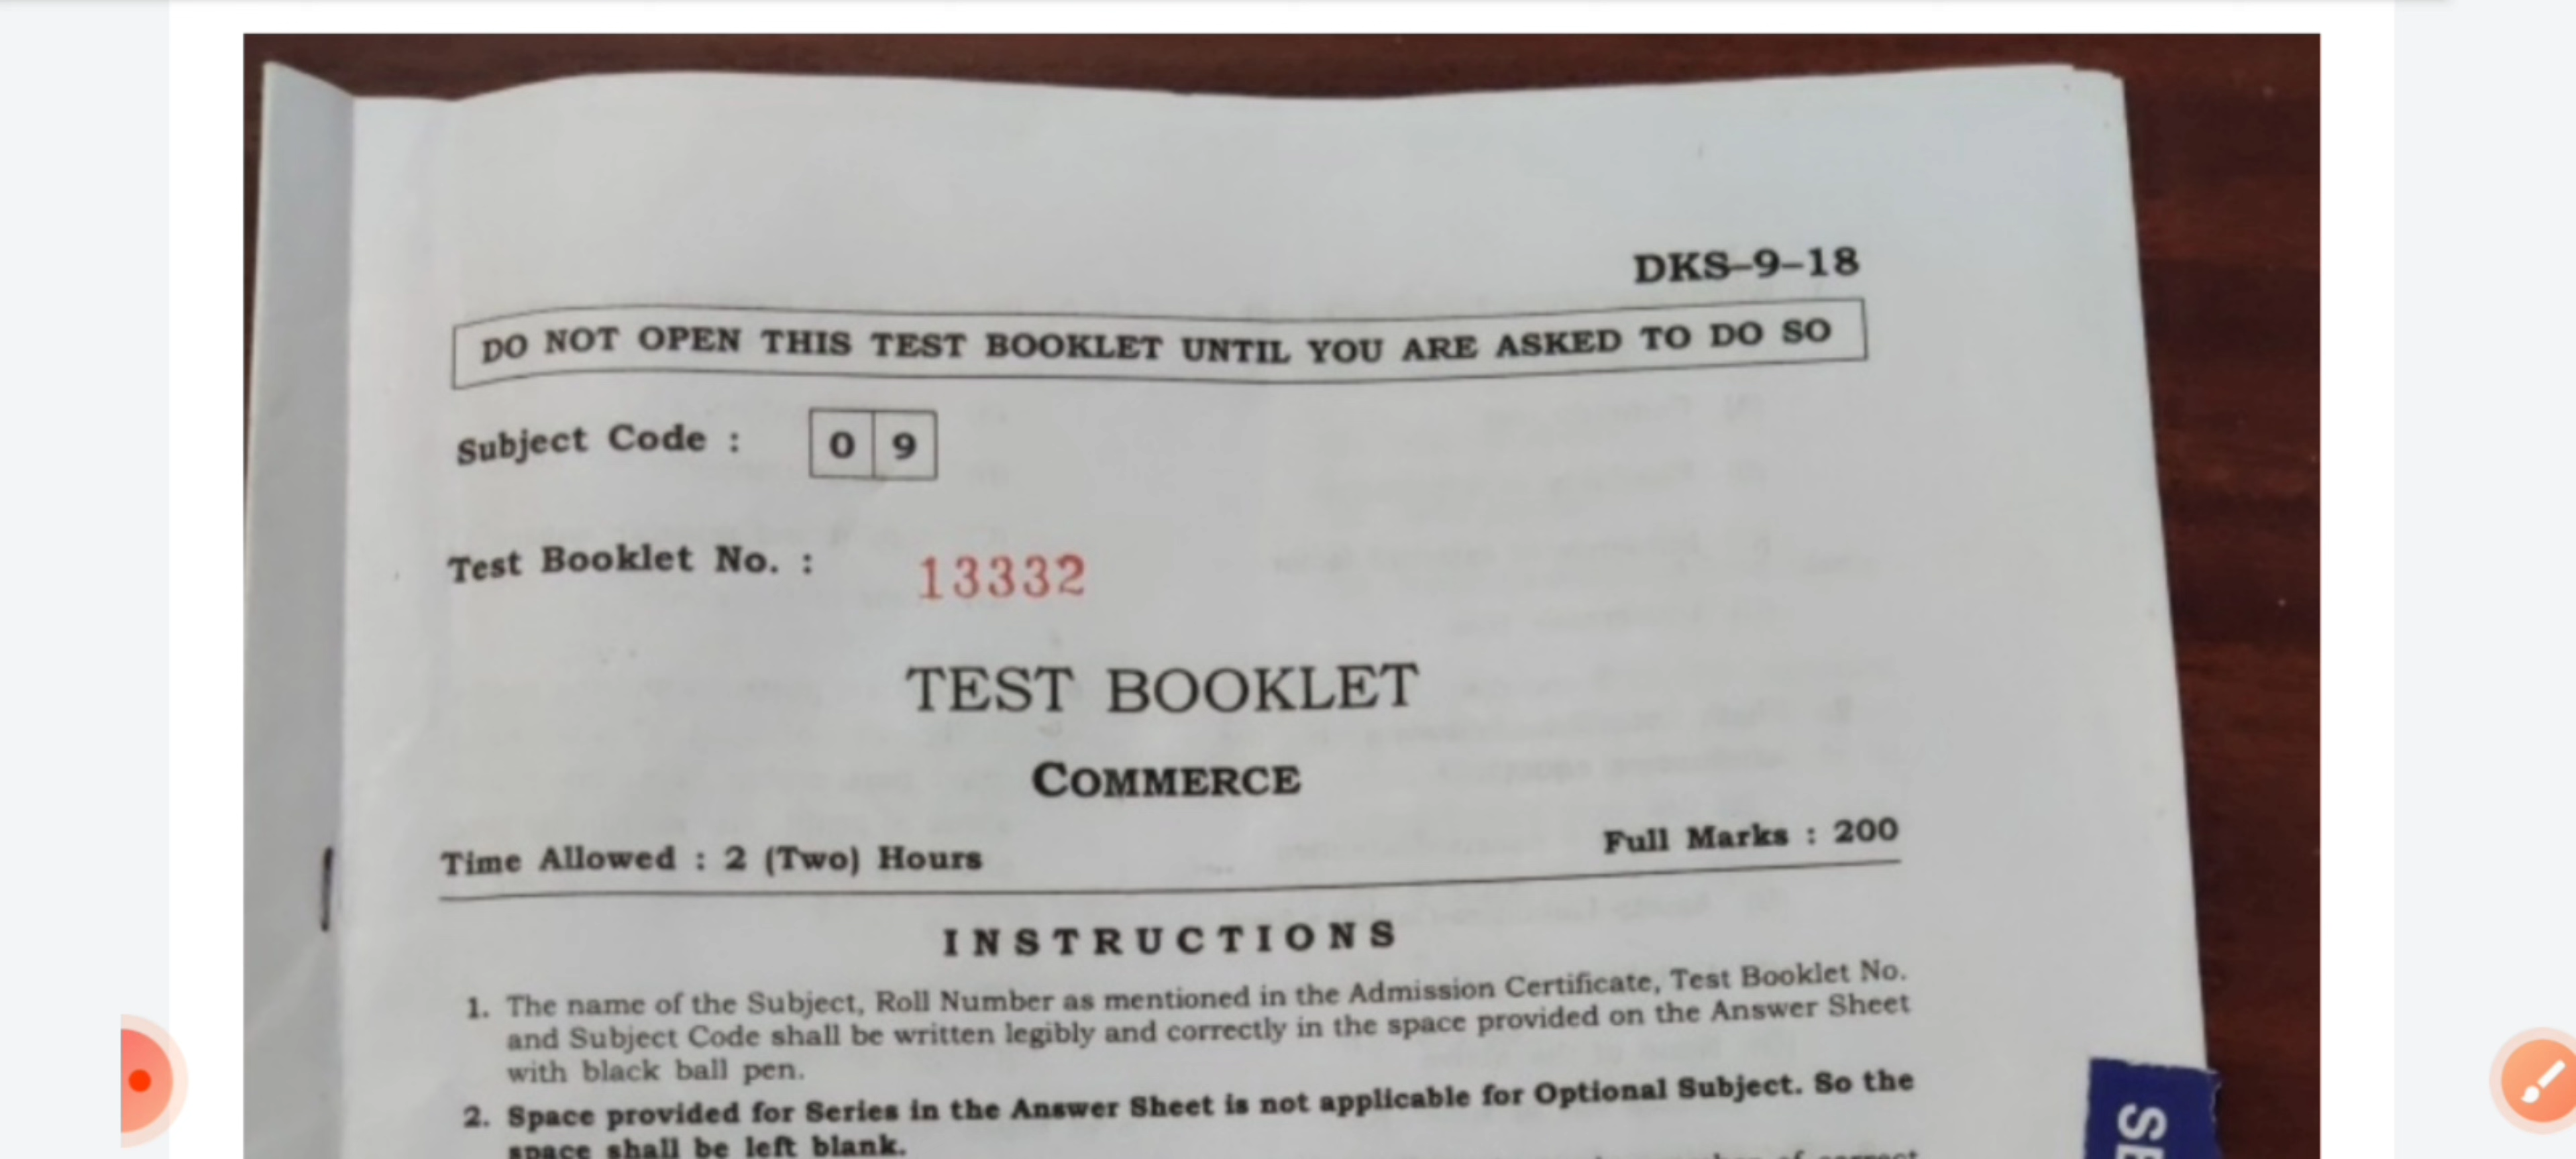 DKS–9–18
DO NOT OPEN THIS TEST BOOKLET UNTIL YOU ARE ASKED TO DO SO
Subject Code : 0 9
Test Booklet No. : 13332
TEST BOOKLET
COMMERCE
Time Allowed : 2 (Two) Hours
Full Marks : 200
INSTRUCTIONS
1. The name of the Subject, Roll Number as mentioned in the Admission Certificate, Test Booklet No.
and Subject Code shall be written legibly and correctly in the space provided on the Answer Sheet
with black ball pen.
2. Space provided for Series in the Answer Sheet is not applicable for Optional Subject. So the
space shall be left blank.
of correct